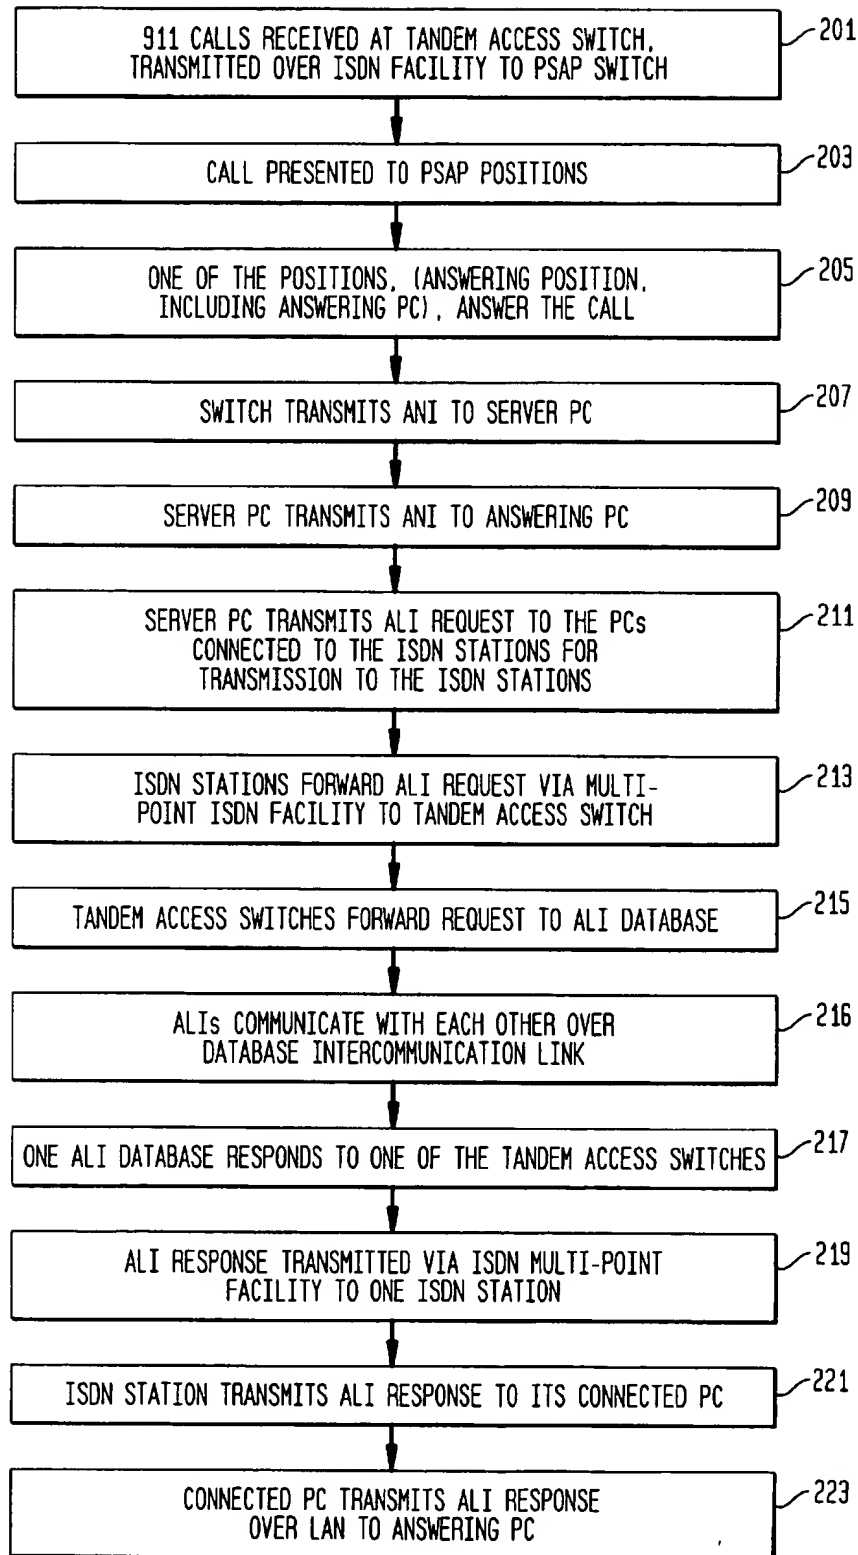 911 CALLS RECEIVED AT TANDEM ACCESS SWITCH,
TRANSMITTED OVER ISDN FACILITY TO PSAP SWITCH
201
CALL PRESENTED TO PSAP POSITIONS
203
ONE OF THE POSITIONS, (ANSWERING POSITION,
INCLUDING ANSWERING PC), ANSWER THE CALL
205
SWITCH TRANSMITS ANI TO SERVER PC
207
SERVER PC TRANSMITS ANI TO ANSWERING PC
209
SERVER PC TRANSMITS ALI REQUEST TO THE PCs
CONNECTED TO THE ISDN STATIONS FOR
TRANSMISSION TO THE ISDN STATIONS
211
ISDN STATIONS FORWARD ALI REQUEST VIA MULTI-
POINT ISDN FACILITY TO TANDEM ACCESS SWITCH
213
TANDEM ACCESS SWITCHES FORWARD REQUEST TO ALI DATABASE
215
ALIs COMMUNICATE WITH EACH OTHER OVER
DATABASE INTERCOMMUNICATION LINK
216
ONE ALI DATABASE RESPONDS TO ONE OF THE TANDEM ACCESS SWITCHES
217
ALI RESPONSE TRANSMITTED VIA ISDN MULTI-POINT
FACILITY TO ONE ISDN STATION
219
ISDN STATION TRANSMITS ALI RESPONSE TO ITS CONNECTED PC
221
CONNECTED PC TRANSMITS ALI RESPONSE
OVER LAN TO ANSWERING PC
223